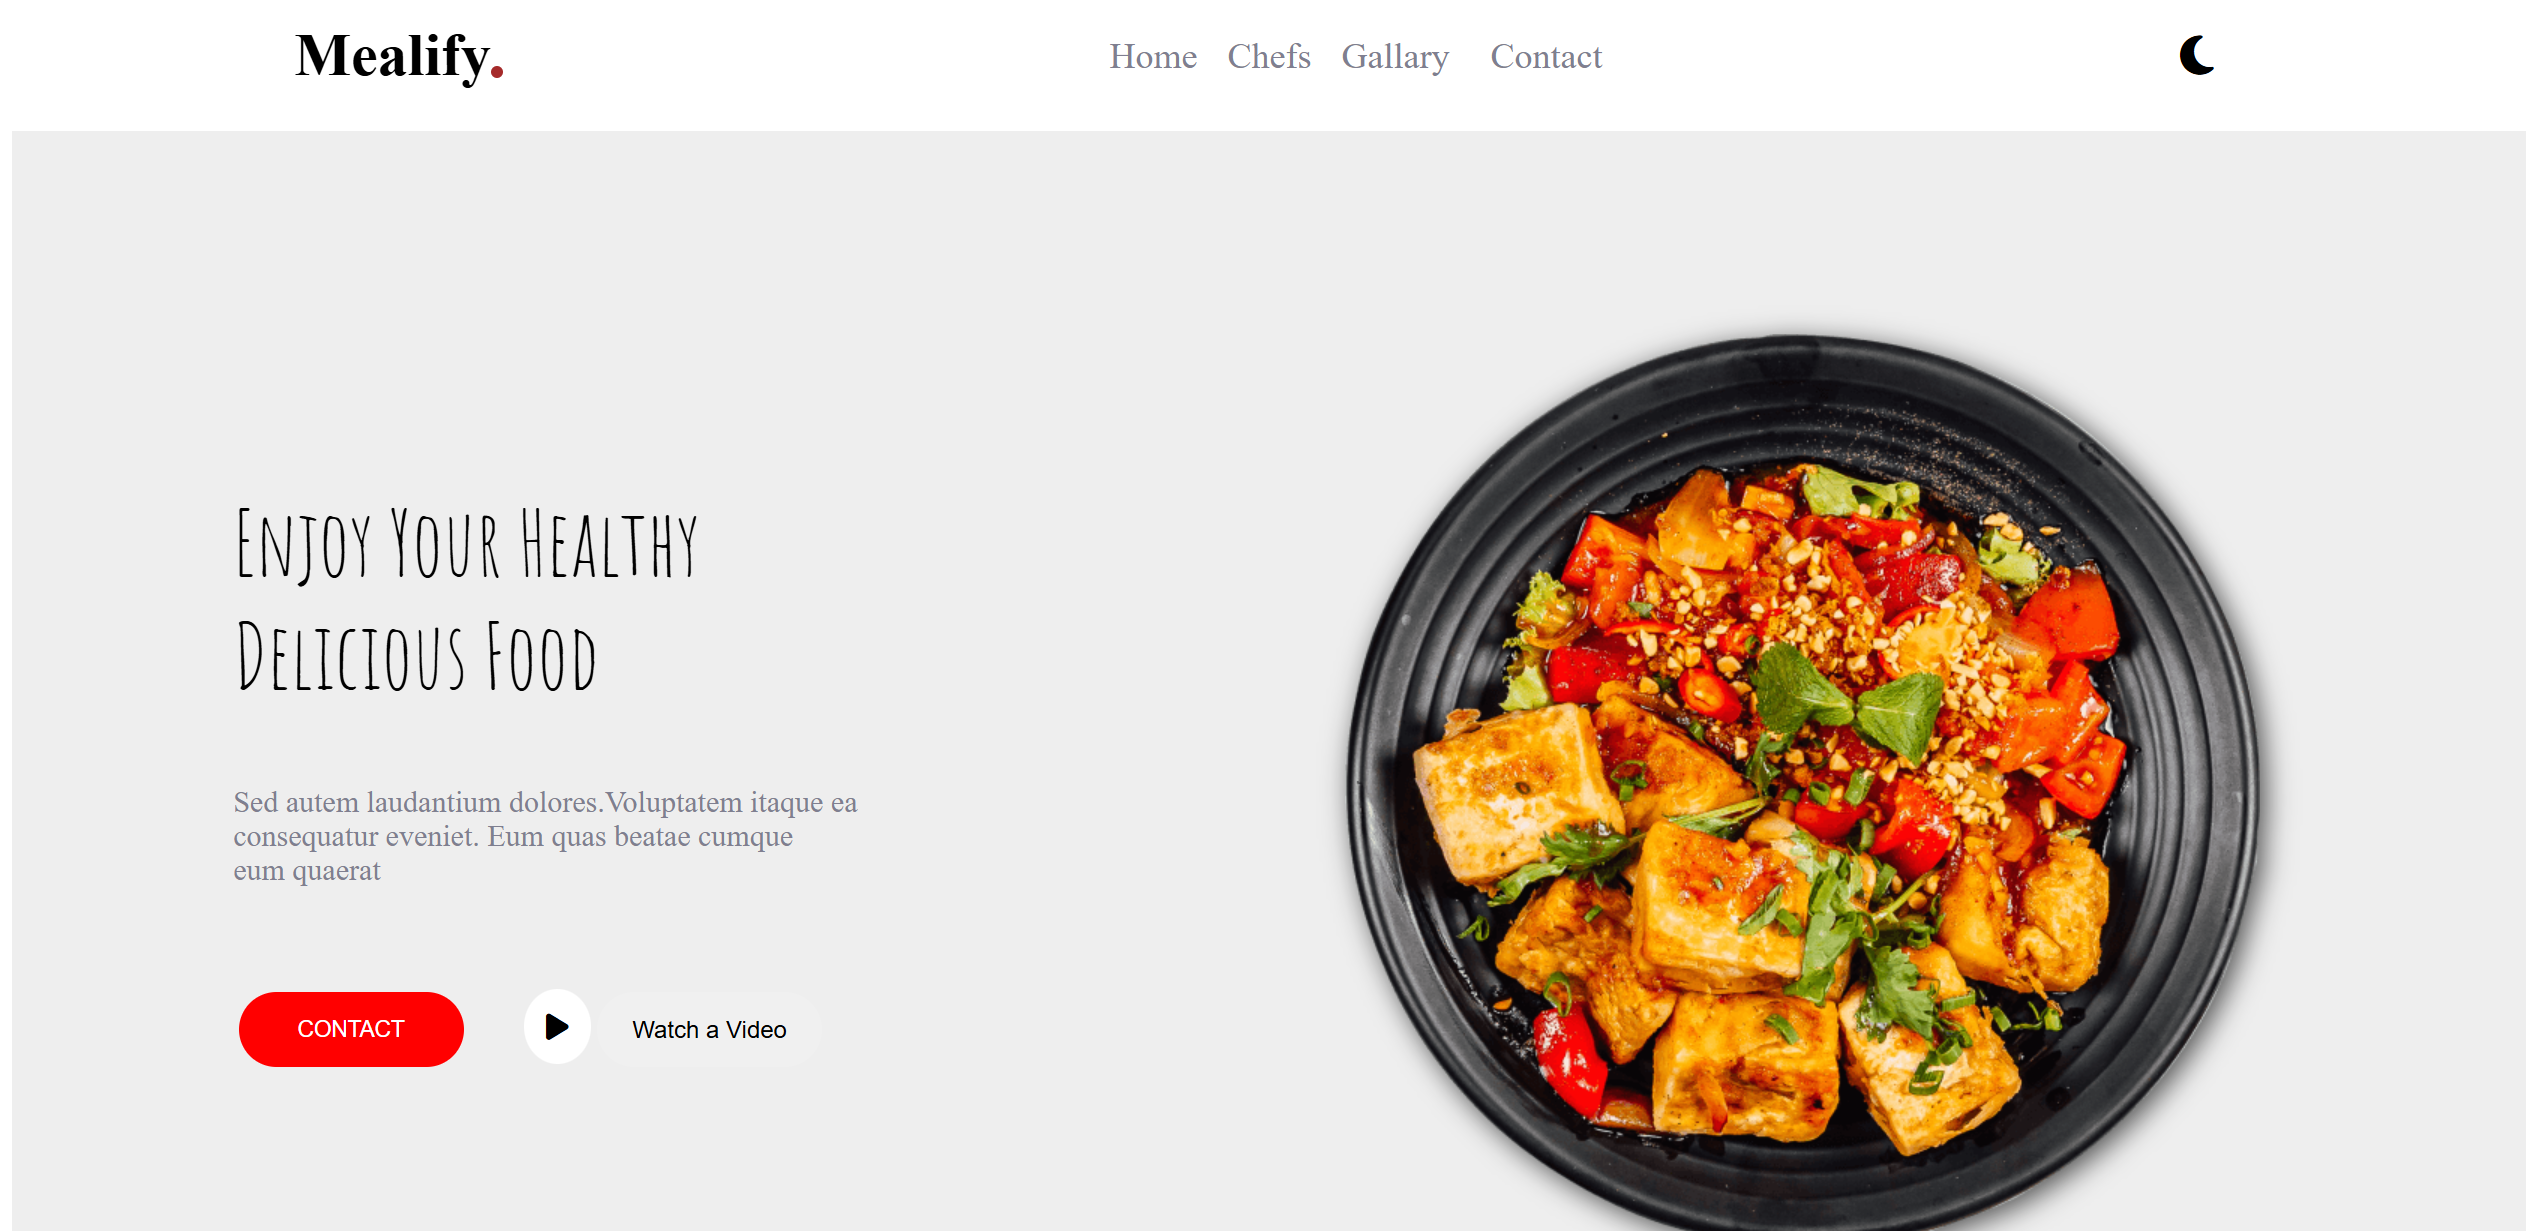 Mealify.
Home Chefs Gallary Contact
Enjoy Your Healthy
Delicious Food
Sed autem laudantium dolores.Voluptatem itaque ea
consequatur eveniet. Eum quas beatae cumque
eum quaerat
CONTACT
Watch a Video